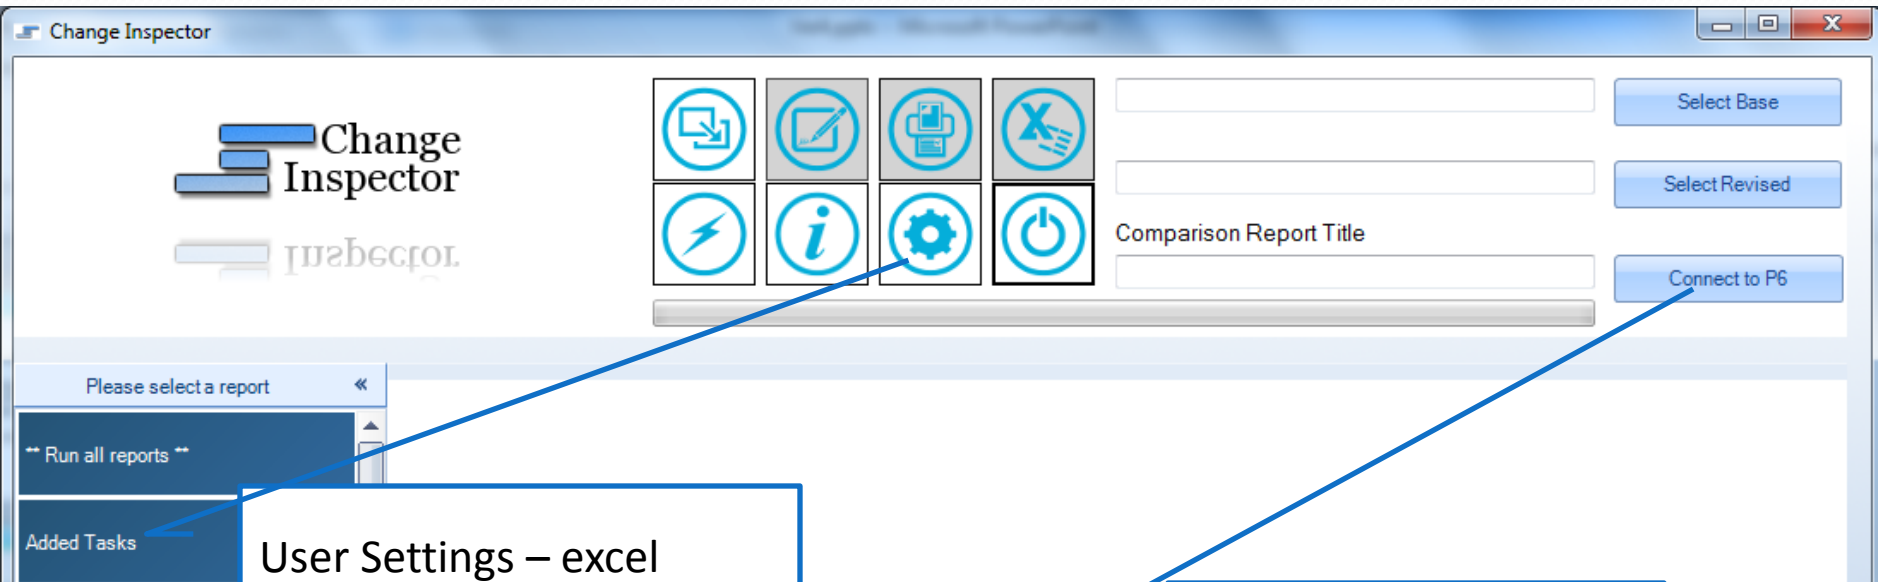 Change Inspector
Change
Inspector
Select Base
Select Revised
Comparison Report Title
Connect to P6
Please select a report
** Run all reports **
Added Tasks
User Settings – excel